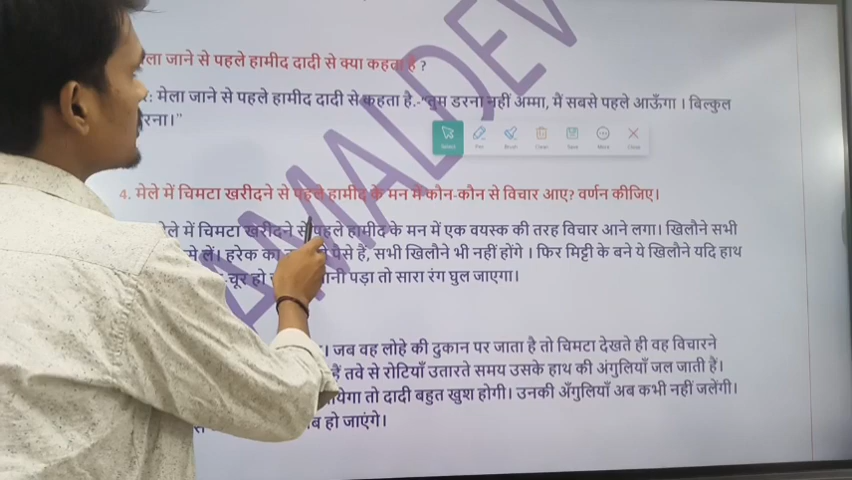 ला जाने से पहले हामीद दादी से क्या कहता है ?
र: मेला जाने से पहले हामीद दादी से कहता है.-“तुम डरना नहीं अम्मा, मैं सबसे पहले आऊँगा । बिल्कुल
रना।”
Select Pen Brush Clean Save More Close
4. मेले में चिमटा खरीदने से पहले हामीद के मन में कौन-कौन से विचार आए? वर्णन कीजिए।
ले में चिमटा खरीदने से पहले हामीद के मन में एक वयस्क की तरह विचार आने लगा। खिलौने सभी
मे लें। हरेक का पैसे हैं, सभी खिलौने भी नहीं होंगे । फिर मिट्टी के बने ये खिलौने यदि हाथ
चूर हो पड़ा तो सारा रंग घुल जाएगा।
। जब वह लोहे की दुकान पर जाता है तो चिमटा देखते ही वह विचारने
हैं तवे से रोटियाँ उतारते समय उसके हाथ की अंगुलियाँ जल जाती हैं।
येगा तो दादी बहुत खुश होगी। उनकी अँगुलियाँ अब कभी नहीं जलेंगी।
ब हो जाएंगे।
AMALDEV